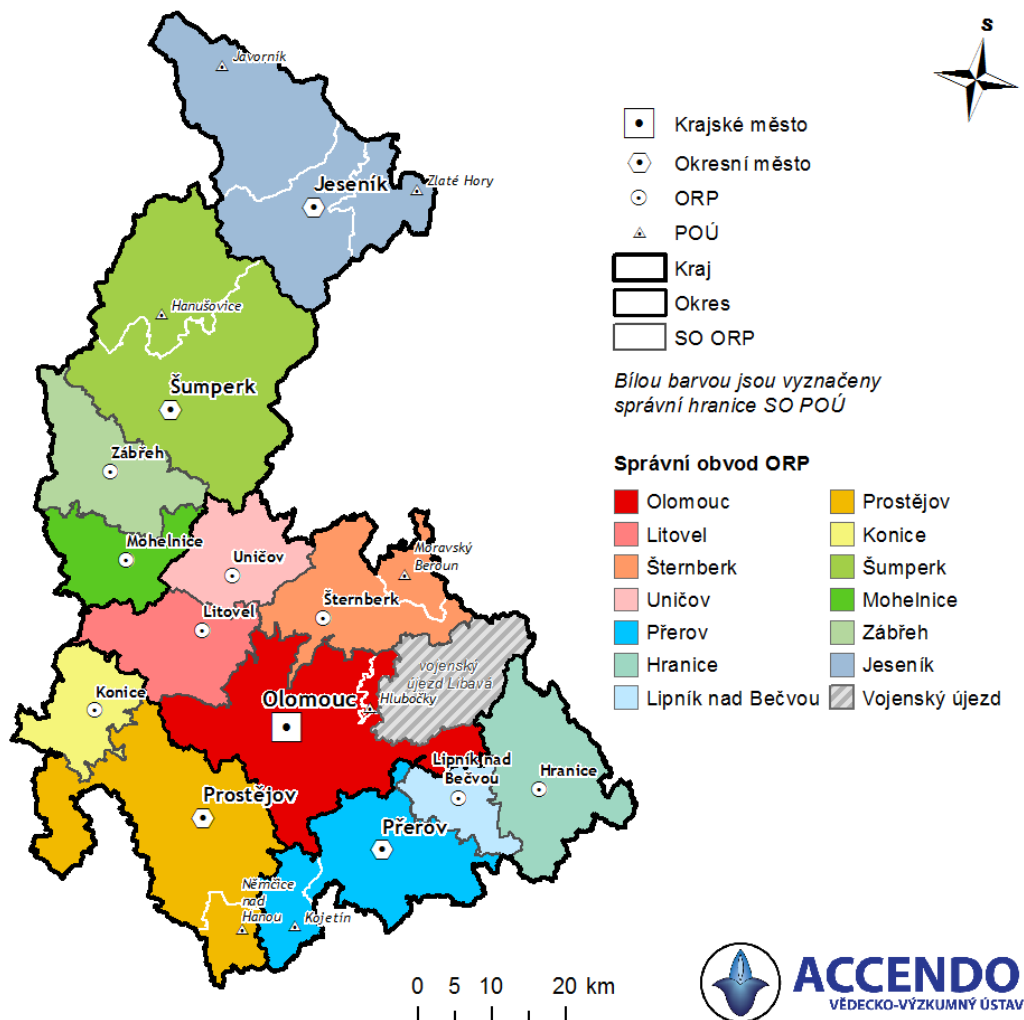 S
Javorník
Jeseník
Zlaté Hory
Hanušovice
Šumperk
Zábřeh
Mohelnice
Uničov
Moravský
Beroun
Šternberk
Litovel
vojenský
újezd Libavá
Konice
Olomouc
Hlubočky
Lipník nad
Bečvou
Hranice
Prostějov
Přerov
Němčice
nad
Hanou
Kojetín
Krajské město
Okresní město
ORP
POÚ
Kraj
Okres
SO ORP
Bílou barvou jsou vyznačeny
správní hranice SO POÚ
Správní obvod ORP
Olomouc
Litovel
Šternberk
Uničov
Přerov
Hranice
Lipník nad Bečvou
Prostějov
Konice
Šumperk
Mohelnice
Zábřeh
Jeseník
Vojenský újezd
0 5 10 20 km
ACCENDO
VĚDECKO-VÝZKUMNÝ ÚSTAV